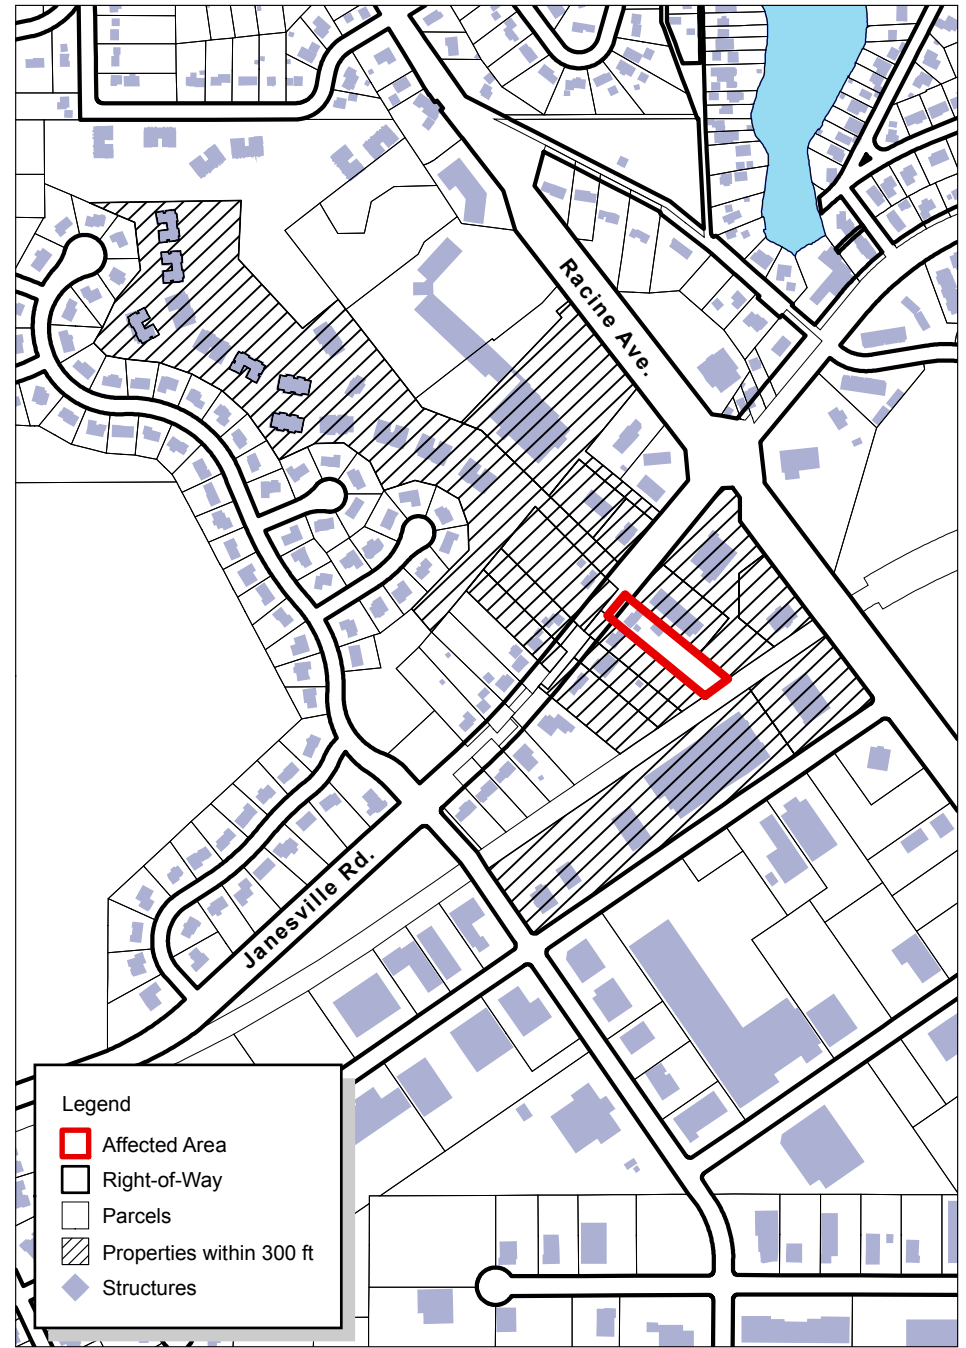 Racine Ave.
Janesville Rd.
Legend
Affected Area
Right-of-Way
Parcels
Properties within 300 ft
Structures